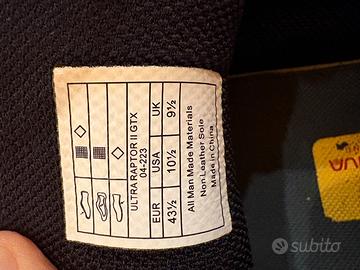 ULTRA RAPTOR II GTX
04-223
EUR USA UK
43½ 10½ 9½
All Man Made Materials
Non Leather Sole
Made in China
subito